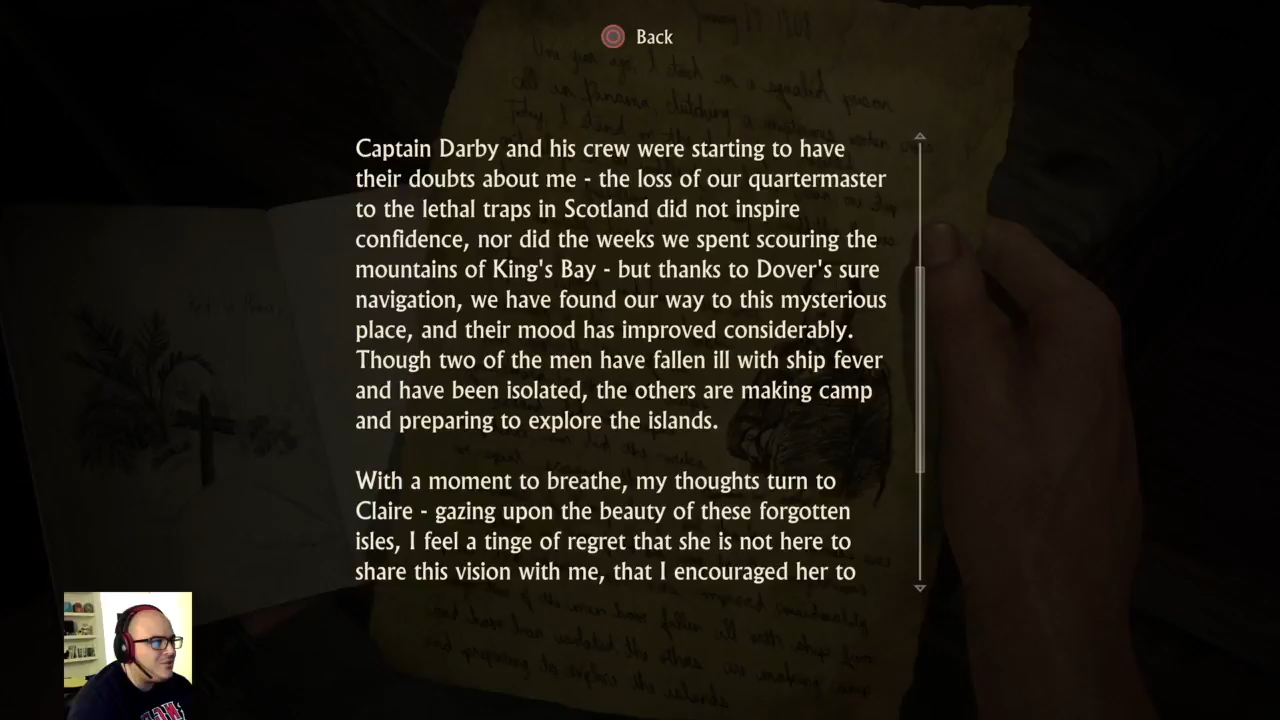 Back
Captain Darby and his crew were starting to have
their doubts about me - the loss of our quartermaster
to the lethal traps in Scotland did not inspire
confidence, nor did the weeks we spent scouring the
mountains of King's Bay - but thanks to Dover's sure
navigation, we have found our way to this mysterious
place, and their mood has improved considerably.
Though two of the men have fallen ill with ship fever
and have been isolated, the others are making camp
and preparing to explore the islands.
With a moment to breathe, my thoughts turn to
Claire - gazing upon the beauty of these forgotten
isles, I feel a tinge of regret that she is not here to
share this vision with me, that I encouraged her to